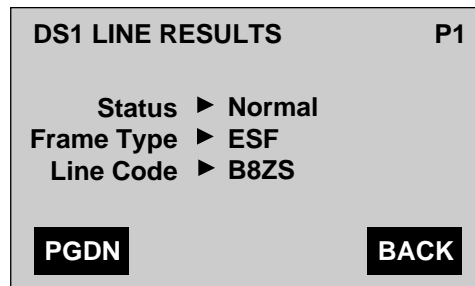 DS1 LINE RESULTS P1
Status ► Normal
Frame Type ► ESF
Line Code ► B8ZS
PGDN BACK